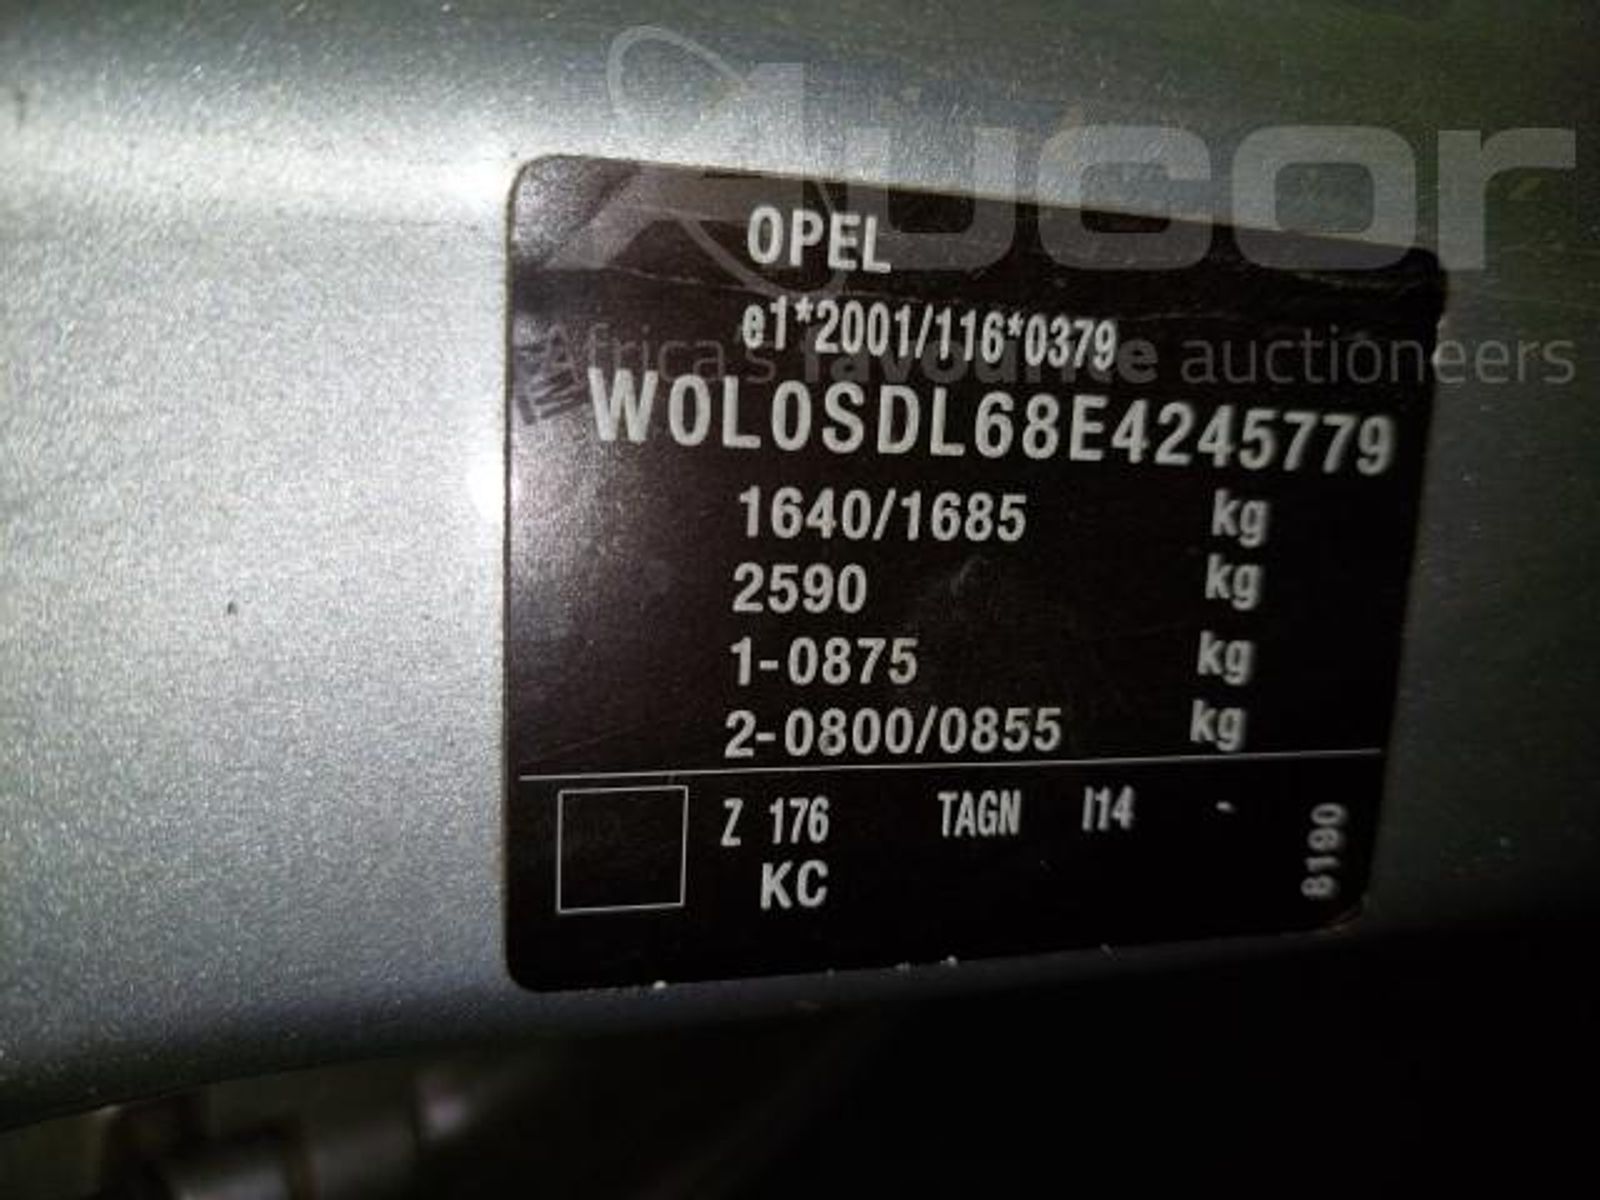 Aucor
Africa's favourite auctioneers
OPEL
e1*2001/116*0379
W0L0SDL68E4245779
1640/1685 kg
2590 kg
1-0875 kg
2-0800/0855 kg
Z 176 TAGN I14 -
KC
8190